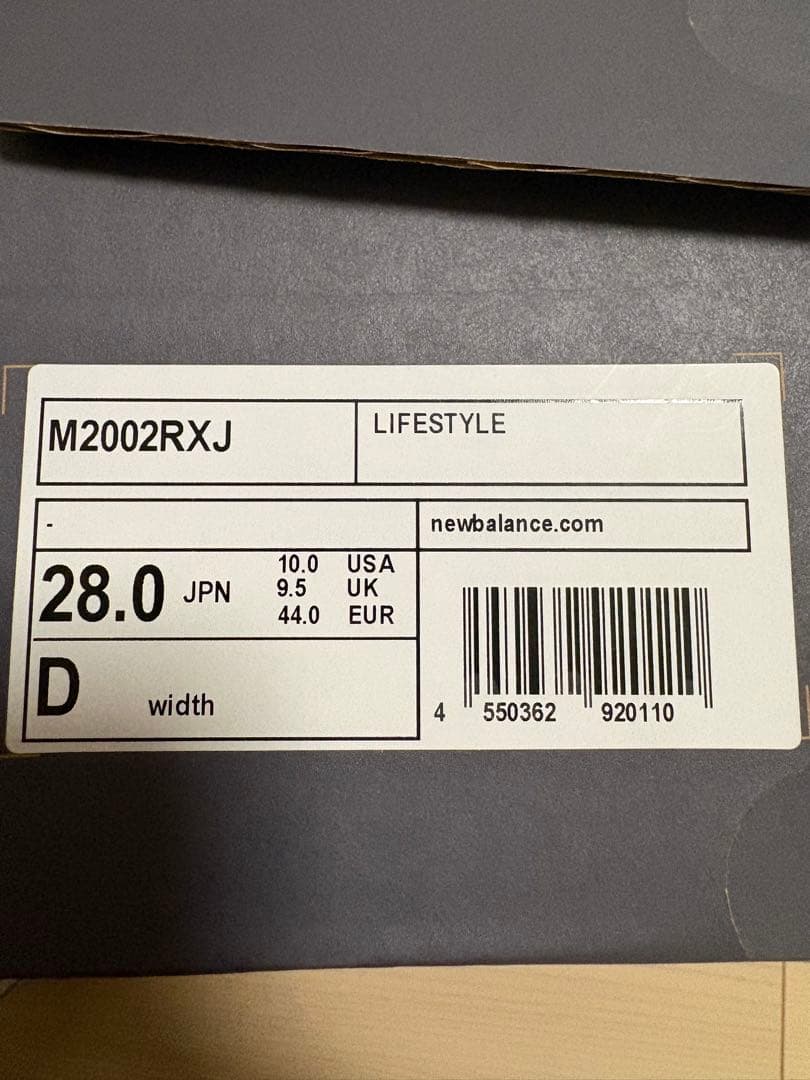 M2002RXJ
LIFESTYLE
-
newbalance.com
28.0 JPN
10.0 USA
9.5 UK
44.0 EUR
D width
4 550362 920110